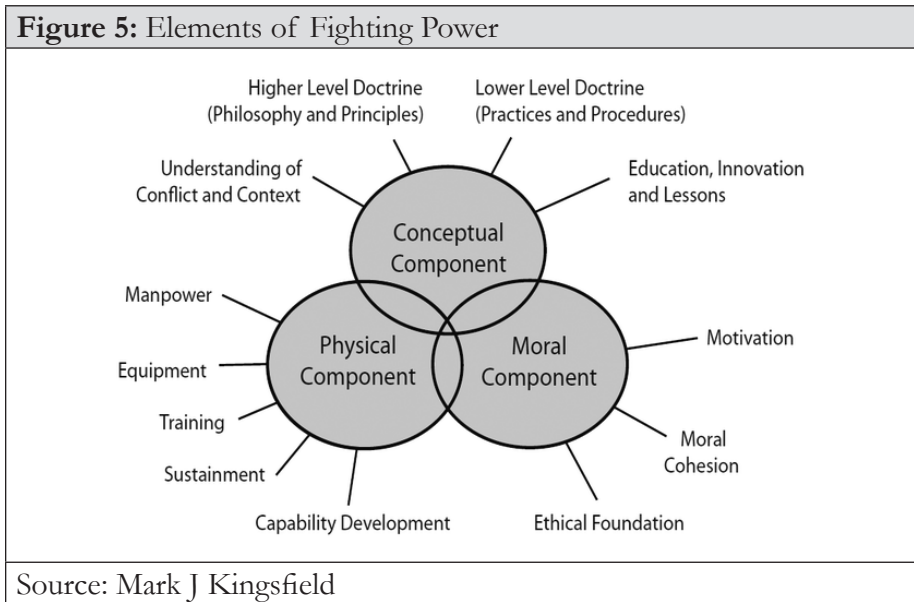 Figure 5: Elements of Fighting Power
Higher Level Doctrine
(Philosophy and Principles)
Lower Level Doctrine
(Practices and Procedures)
Understanding of
Conflict and Context
Education, Innovation
and Lessons
Conceptual
Component
Manpower
Equipment
Training
Sustainment
Capability Development
Physical
Component
Moral
Component
Motivation
Moral
Cohesion
Ethical Foundation
Source: Mark J Kingsfield